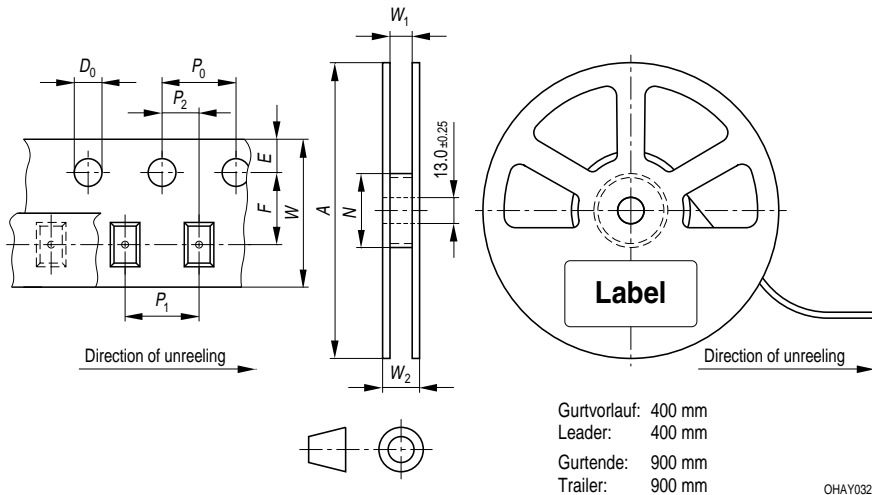 W1
D0
P0
P2
E
F
W
A
N
13.0 ±0.25
P1
W2
Label
Direction of unreeling
Direction of unreeling
Gurtvorlauf: 400 mm
Leader: 400 mm
Gurtende: 900 mm
Trailer: 900 mm
OHAY032